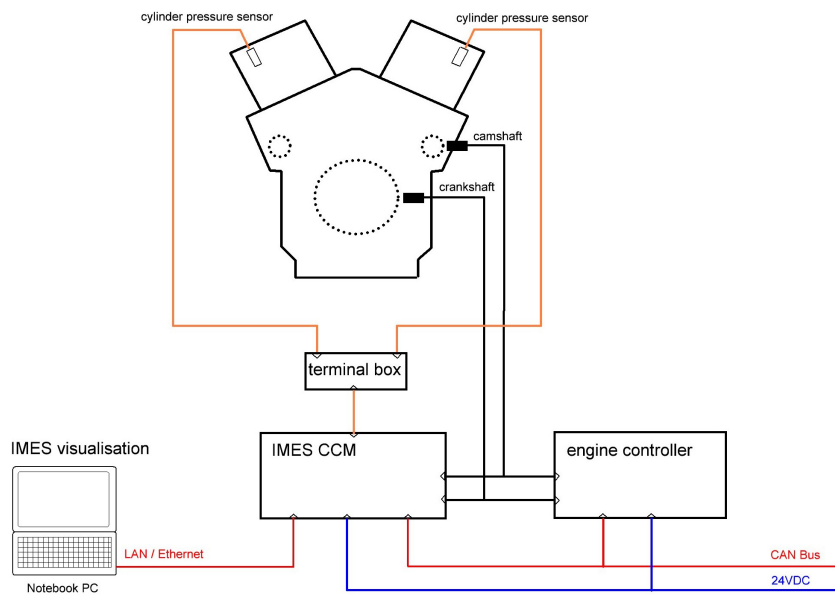 cylinder pressure sensor
cylinder pressure sensor
camshaft
crankshaft
terminal box
IMES visualisation
IMES CCM
engine controller
LAN / Ethernet
CAN Bus
24VDC
Notebook PC